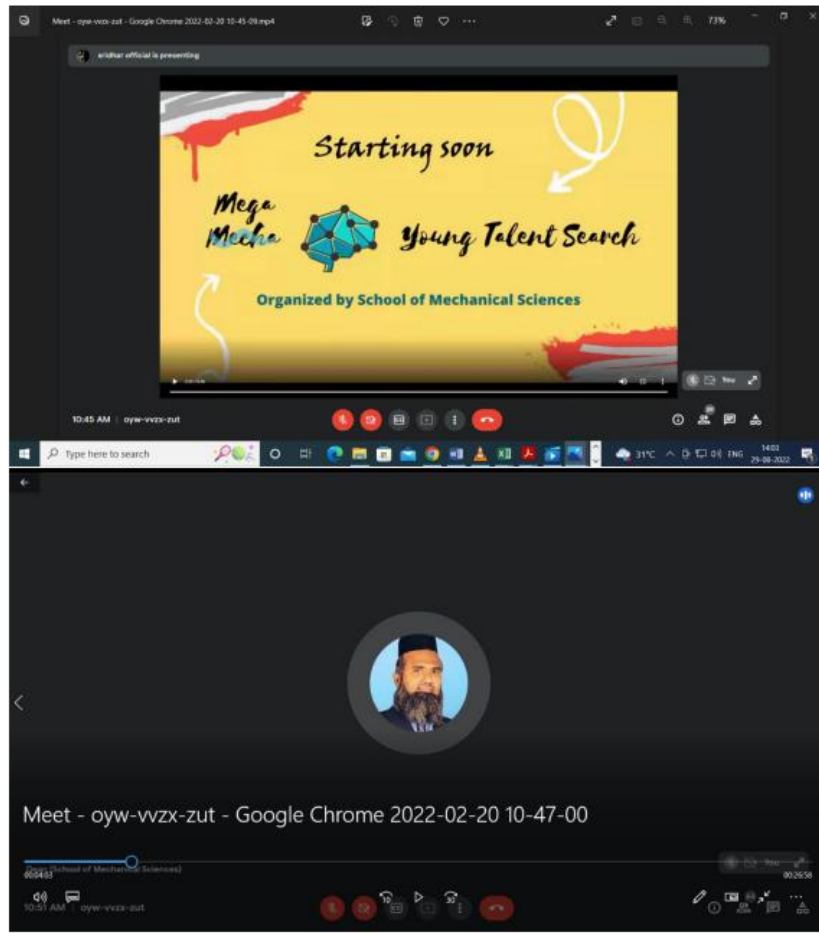 Meet - oyw-vvzx-zut - Google Chrome 2022-02-20 10-45-09.mp4
73%
sridhar official is presenting
Starting soon
Mega
Mecha
Young Talent Search
Organized by School of Mechanical Sciences
You
10:45 AM | oyw-vvzx-zut
Type here to search
31°C
ENG
14:03
29-08-2022
Meet - oyw-vvzx-zut - Google Chrome 2022-02-20 10-47-00
You
Dean (School of Mechanical Sciences)
00:04:03
00:26:58
10
30
10:51 AM | oyw-vvzx-zut